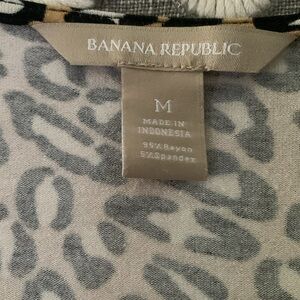 BANANA REPUBLIC
M
MADE IN
INDONESIA
95%Rayon
5%Spandex